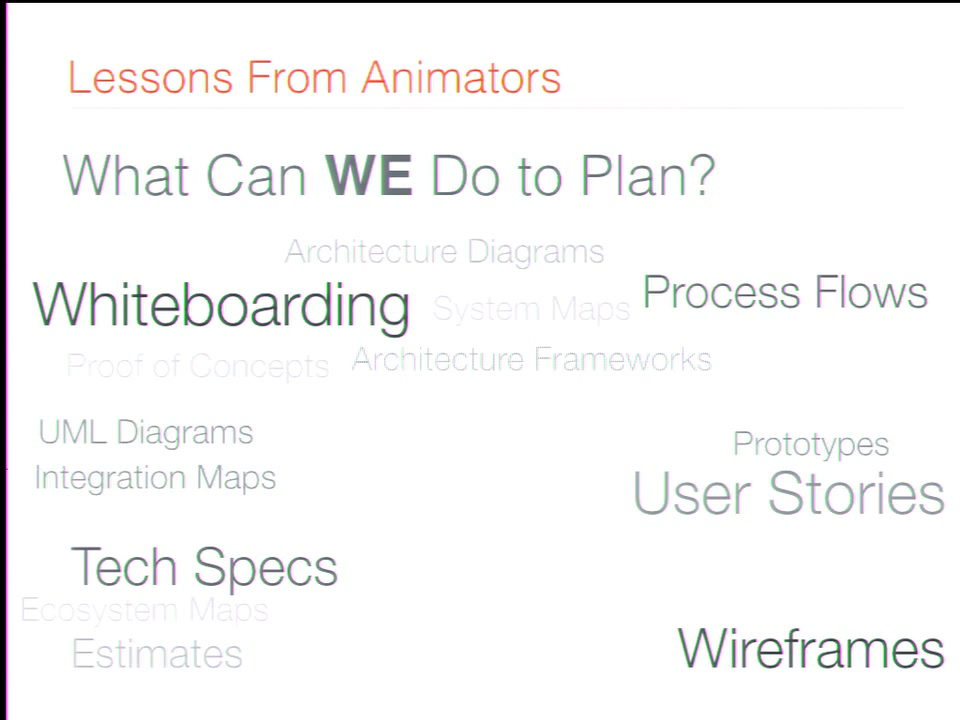 Lessons From Animators
What Can WE Do to Plan?
Architecture Diagrams
Whiteboarding
System Maps
Process Flows
Proof of Concepts
Architecture Frameworks
UML Diagrams
Prototypes
Integration Maps
User Stories
Tech Specs
Ecosystem Maps
Estimates
Wireframes